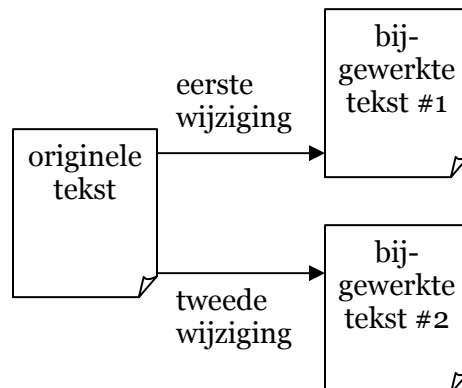 originele
tekst
eerste
wijziging
bij-
gewerkte
tekst #1
tweede
wijziging
bij-
gewerkte
tekst #2